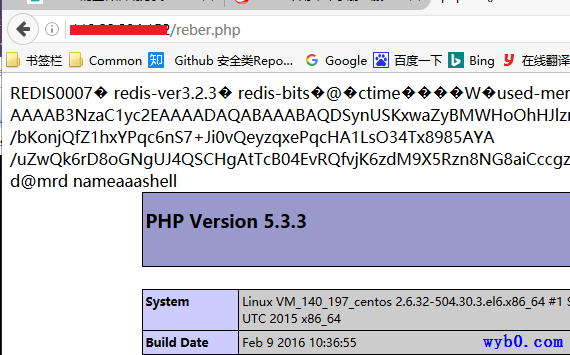 /reber.php
书签栏 Common 知 Github 安全类Repo... Google 百度一下 Bing 在线翻译
REDIS0007� redis-ver3.2.3� redis-bits�@�ctime����W�used-mer
AAAAB3NzaC1yc2EAAAADAQABAAABAQDSynUSKxwaZyBMWHoOhHJlzr
/bKonjQfZ1hxYPqc6nS7+Ji0vQeyzqxePqcHA1LsO34Tx8985AYA
/uZwQk6rD8oGNgUJ4QSCHgAtTcB04EvRQfvjK6zdM9X5Rzn8NG8aiCccgz
d@mrd nameaaashell
PHP Version 5.3.3
System Linux VM_140_197_centos 2.6.32-504.30.3.el6.x86_64 #1 S
UTC 2015 x86_64
Build Date Feb 9 2016 10:36:55
wyb0.com